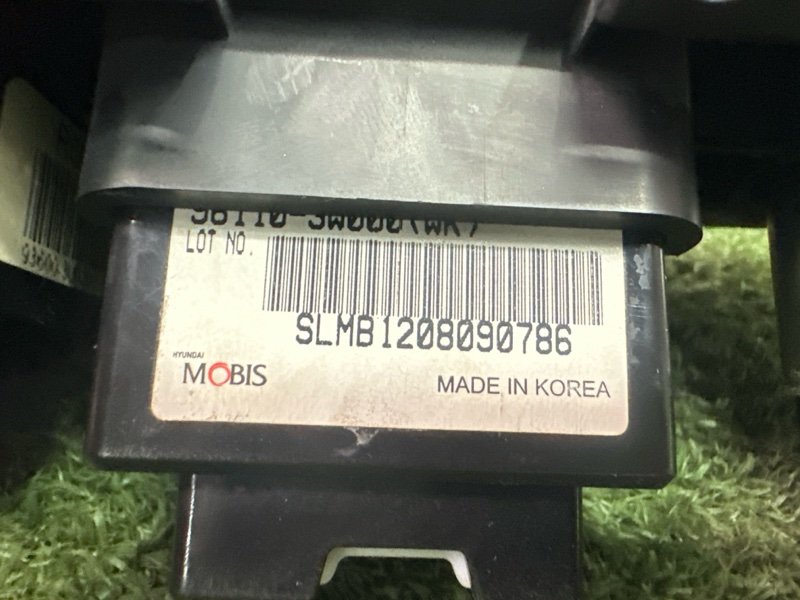 LOT NO.
SLMB1208090786
HYUNDAI
MOBIS
MADE IN KOREA